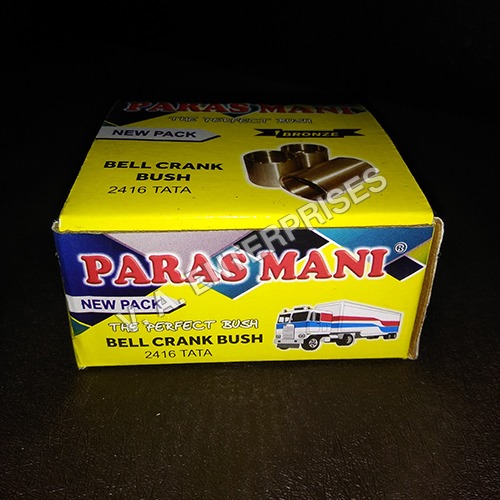 PARAS MANI
THE PERFECT BUSH
NEW PACK
BRONZE
BELL CRANK
BUSH
2416 TATA
V. A. ENTERPRISES
PARAS MANI ®
NEW PACK
THE PERFECT BUSH
BELL CRANK BUSH
2416 TATA